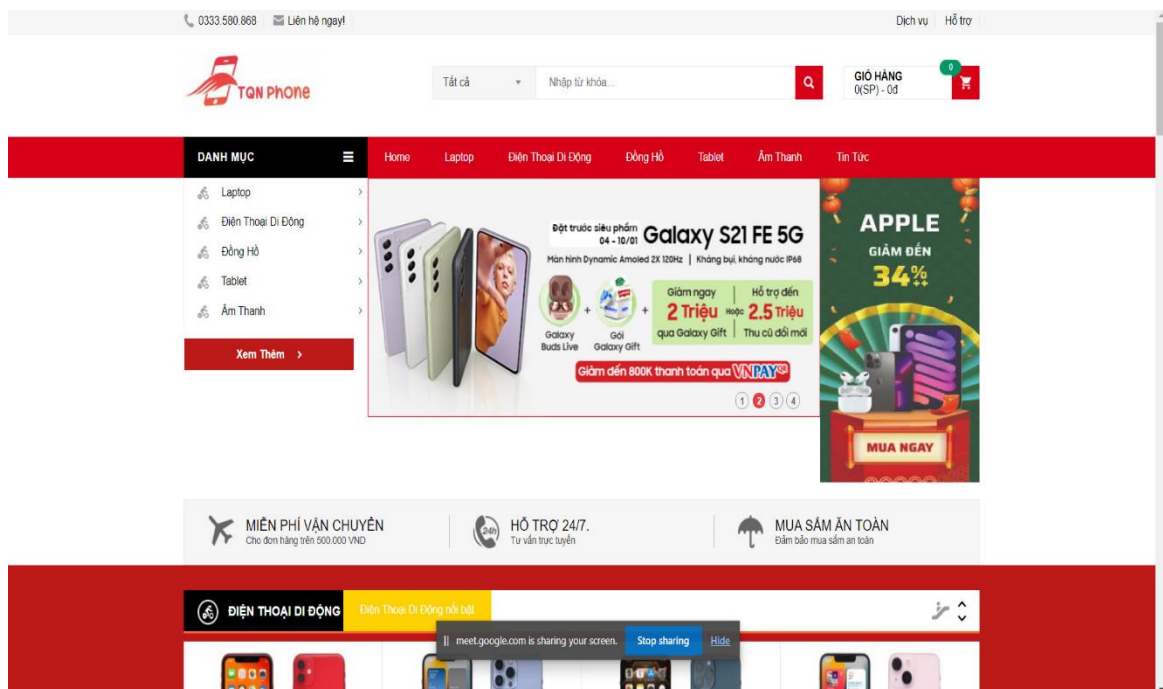 0333.580.868 Liên hệ ngay! Dịch vụ Hỗ trợ
TQN Phone
Tất cả Nhập từ khóa...
GIỎ HÀNG
0(SP) - 0đ
0
DANH MỤC Home Laptop Điện Thoại Di Động Đồng Hồ Tablet Âm Thanh Tin Tức
Laptop
Điện Thoại Di Động
Đồng Hồ
Tablet
Âm Thanh
Xem Thêm
Đặt trước siêu phẩm
04 - 10/01
Galaxy S21 FE 5G
Màn hình Dynamic Amoled 2X 120Hz | Kháng bụi, kháng nước IP68
Galaxy
Buds Live
+
Gói
Galaxy Gift
+
Giảm ngay
2 Triệu
qua Galaxy Gift
Hoặc
Hỗ trợ đến
2.5 Triệu
Thu cũ đổi mới
Giảm đến 800K thanh toán qua VNPAY QR
1 2 3 4
APPLE
GIẢM ĐẾN
34%
++
MUA NGAY
MIỄN PHÍ VẬN CHUYỂN
Cho đơn hàng trên 500.000 VND
24h
HỖ TRỢ 24/7.
Tư vấn trực tuyến
MUA SẮM ĂN TOÀN
Đảm bảo mua sắm an toàn
ĐIỆN THOẠI DI ĐỘNG Điện Thoại Di Động nổi bật
meet.google.com is sharing your screen. Stop sharing Hide